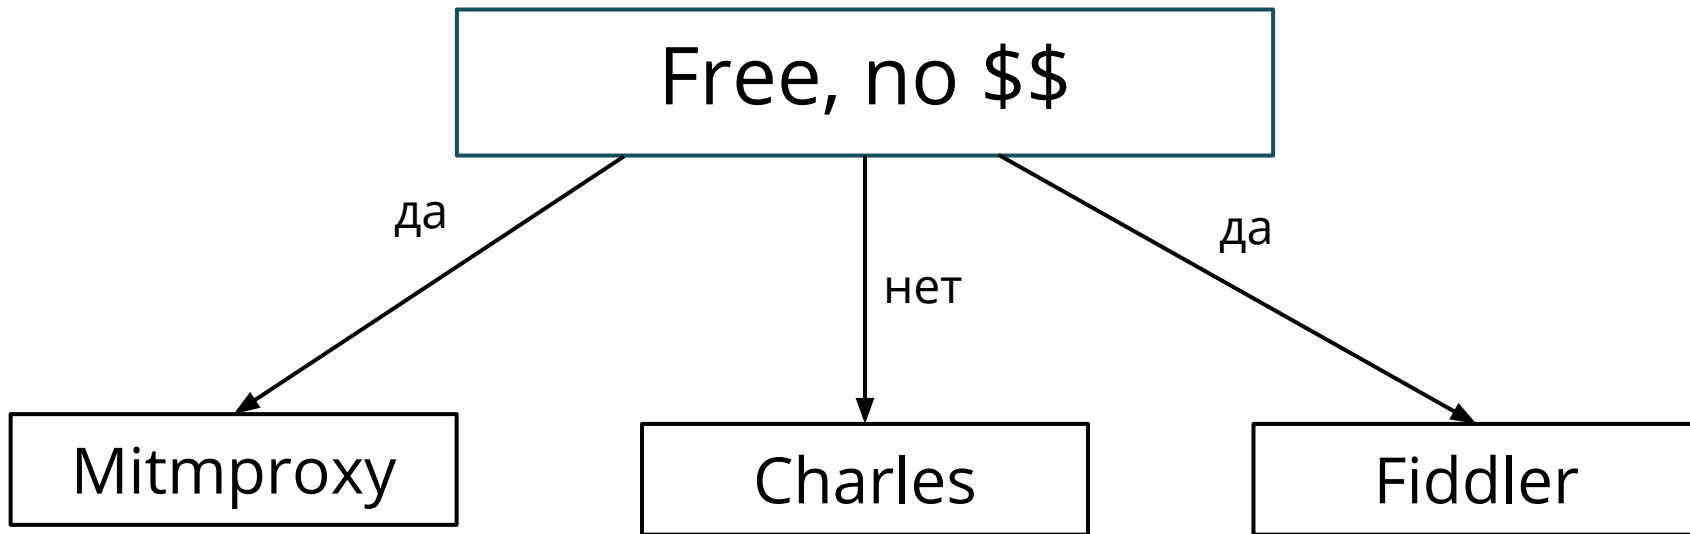 Free, no $$
да
да
нет
Mitmproxy
Charles
Fiddler